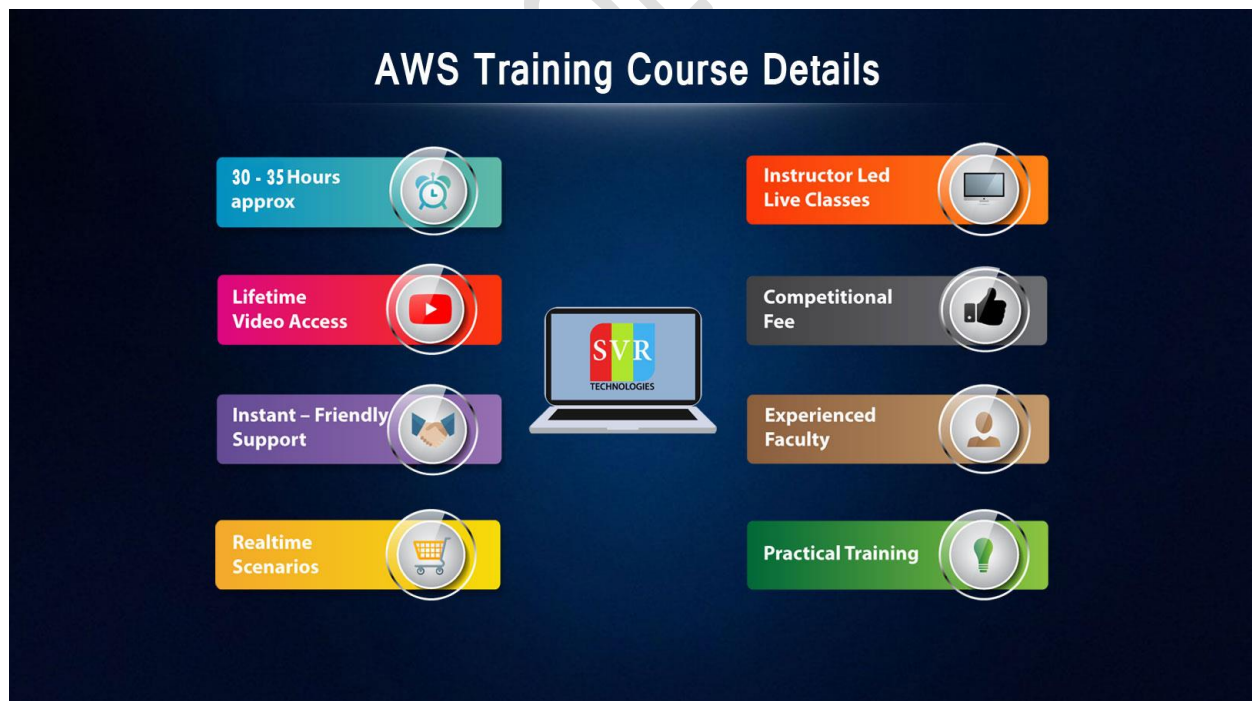 AWS Training Course Details
30 - 35 Hours
approx
Lifetime
Video Access
Instant – Friendly
Support
Realtime
Scenarios
SVR
TECHNOLOGIES
Instructor Led
Live Classes
Competitional
Fee
Experienced
Faculty
Practical Training